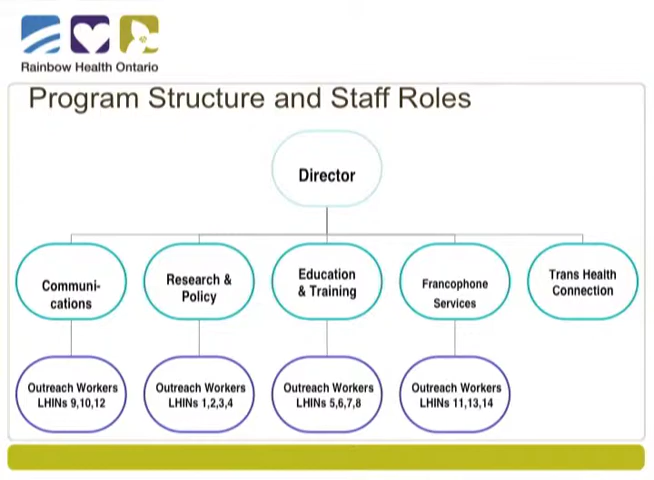 Rainbow Health Ontario
Program Structure and Staff Roles
Director
Communi-
cations
Research &
Policy
Education
& Training
Francophone
Services
Trans Health
Connection
Outreach Workers
LHINs 9,10,12
Outreach Workers
LHINs 1,2,3,4
Outreach Workers
LHINs 5,6,7,8
Outreach Workers
LHINs 11,13,14